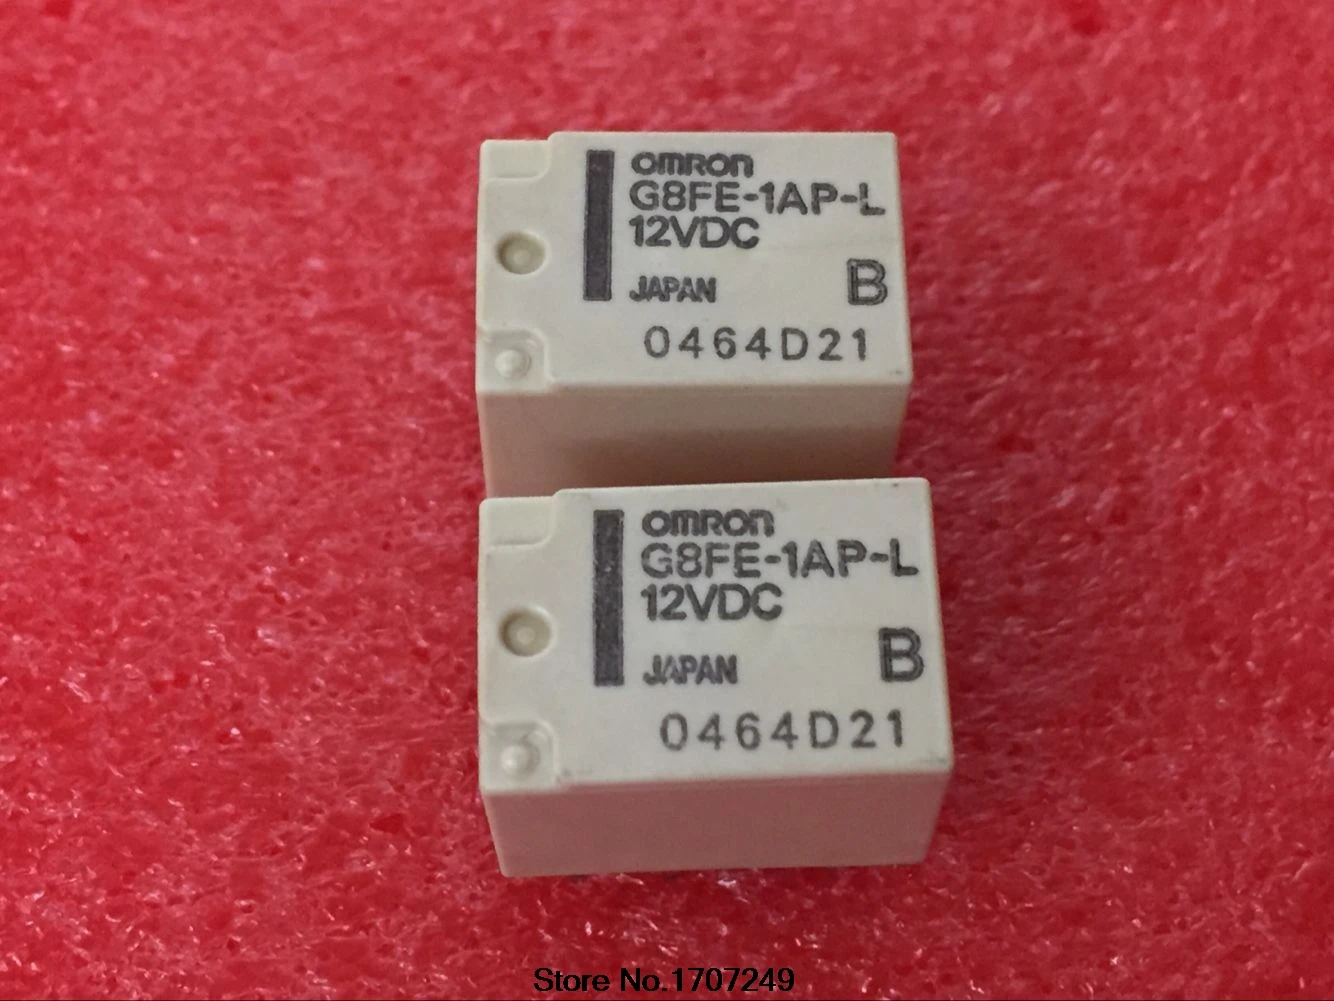 OMRON
G8FE-1AP-L
12VDC
JAPAN B
0464D21
OMRON
G8FE-1AP-L
12VDC
JAPAN B
0464D21
Store No.1707249